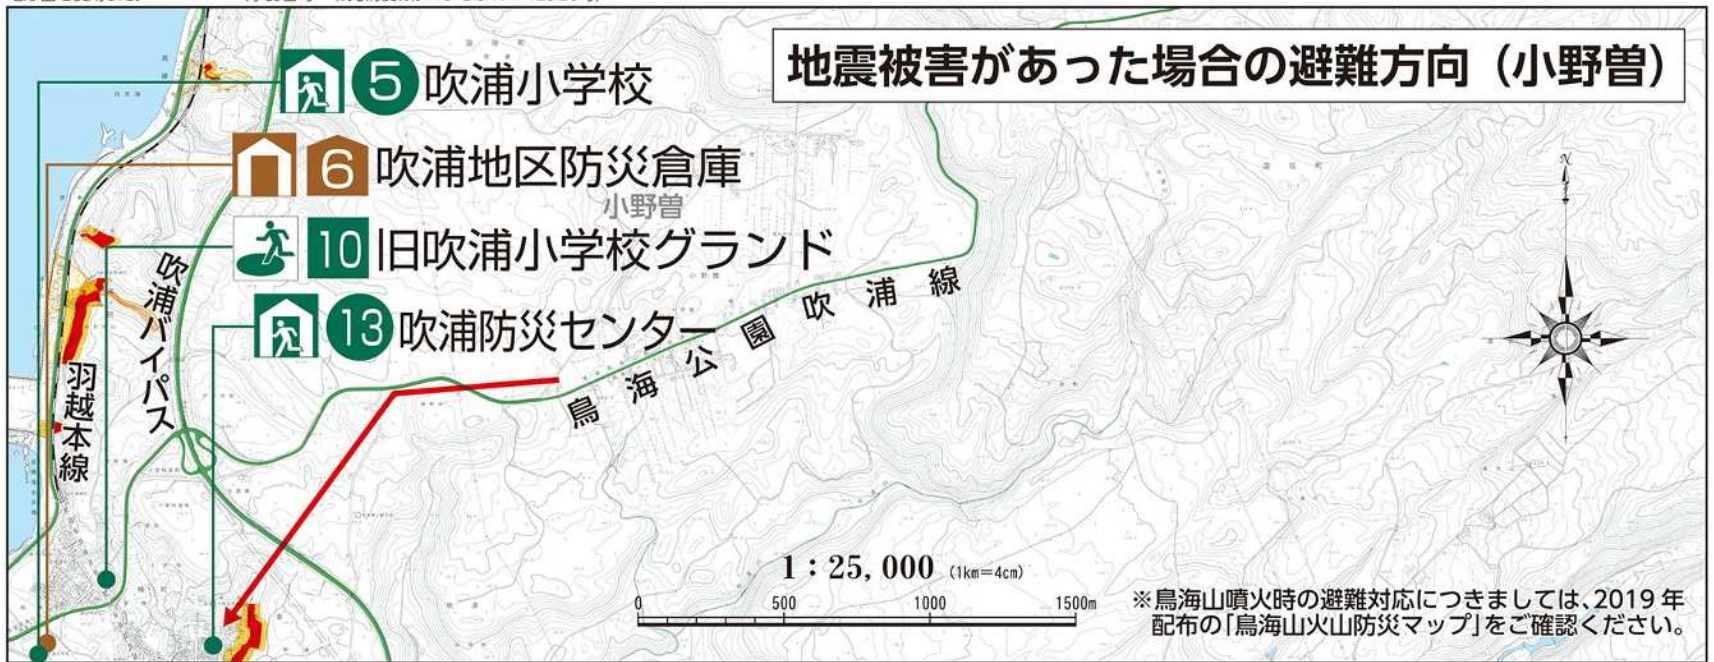 地震被害があった場合の避難方向（小野曽）
5 吹浦小学校
6 吹浦地区防災倉庫
小野曽
10 旧吹浦小学校グランド
13 吹浦防災センター
吹浦バイパス
羽越本線
鳥海公園吹浦線
N
1：25,000 (1km=4cm)
0 500 1000 1500m
※鳥海山噴火時の避難対応につきましては、2019年
配布の「鳥海山火山防災マップ」をご確認ください。